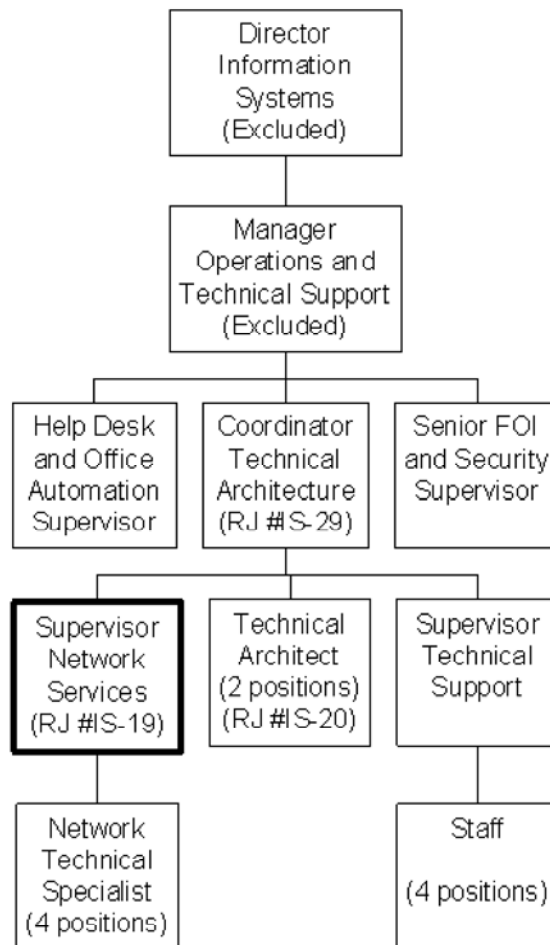 Director
Information
Systems
(Excluded)
Manager
Operations and
Technical Support
(Excluded)
Help Desk
and Office
Automation
Supervisor
Coordinator
Technical
Architecture
(RJ #IS-29)
Senior FOI
and Security
Supervisor
Supervisor
Network
Services
(RJ #IS-19)
Technical
Architect
(2 positions)
(RJ #IS-20)
Supervisor
Technical
Support
Network
Technical
Specialist
(4 positions)
Staff
(4 positions)